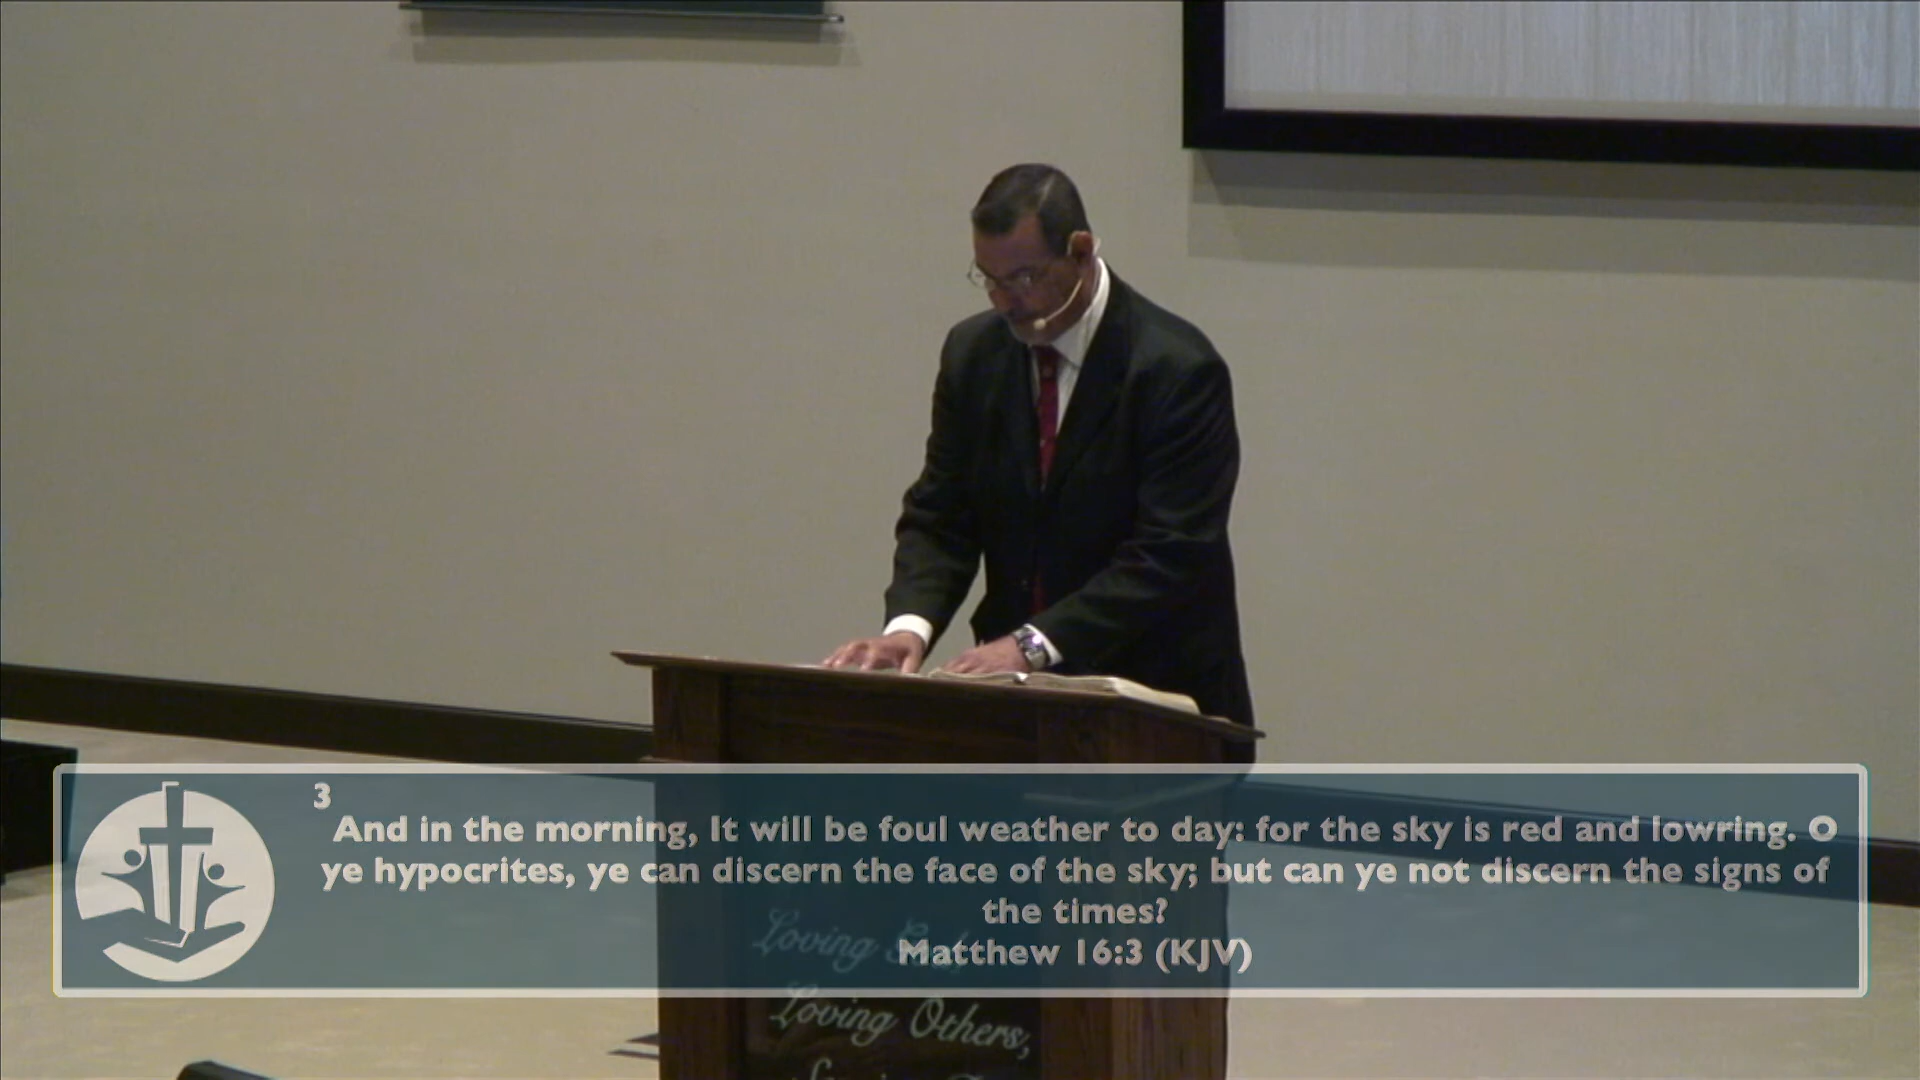 3
And in the morning, It will be foul weather to day: for the sky is red and lowring. O
ye hypocrites, ye can discern the face of the sky; but can ye not discern the signs of
the times?
Matthew 16:3 (KJV)
Loving
Loving Others,